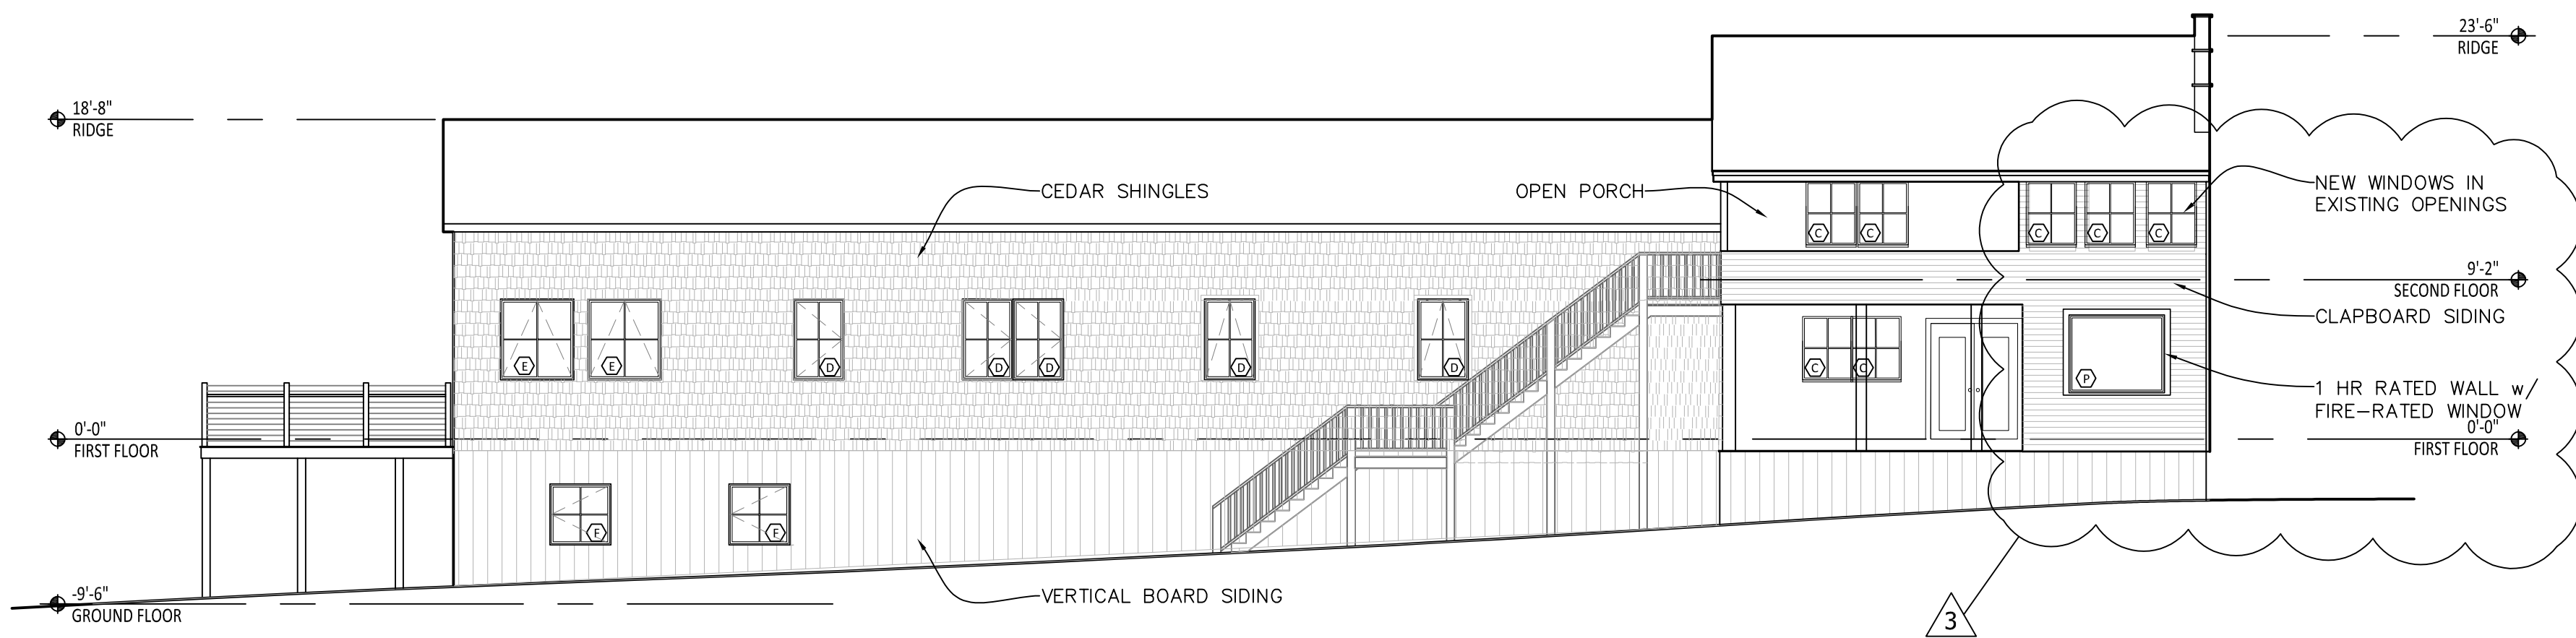 23'-6"
RIDGE
18'-8"
RIDGE
CEDAR SHINGLES
OPEN PORCH
NEW WINDOWS IN
EXISTING OPENINGS
C
C
C
C
C
9'-2"
SECOND FLOOR
CLAPBOARD SIDING
E
E
D
D
D
D
D
C
C
P
1 HR RATED WALL w/
FIRE-RATED WINDOW
0'-0"
FIRST FLOOR
0'-0"
FIRST FLOOR
F
F
-9'-6"
GROUND FLOOR
VERTICAL BOARD SIDING
3